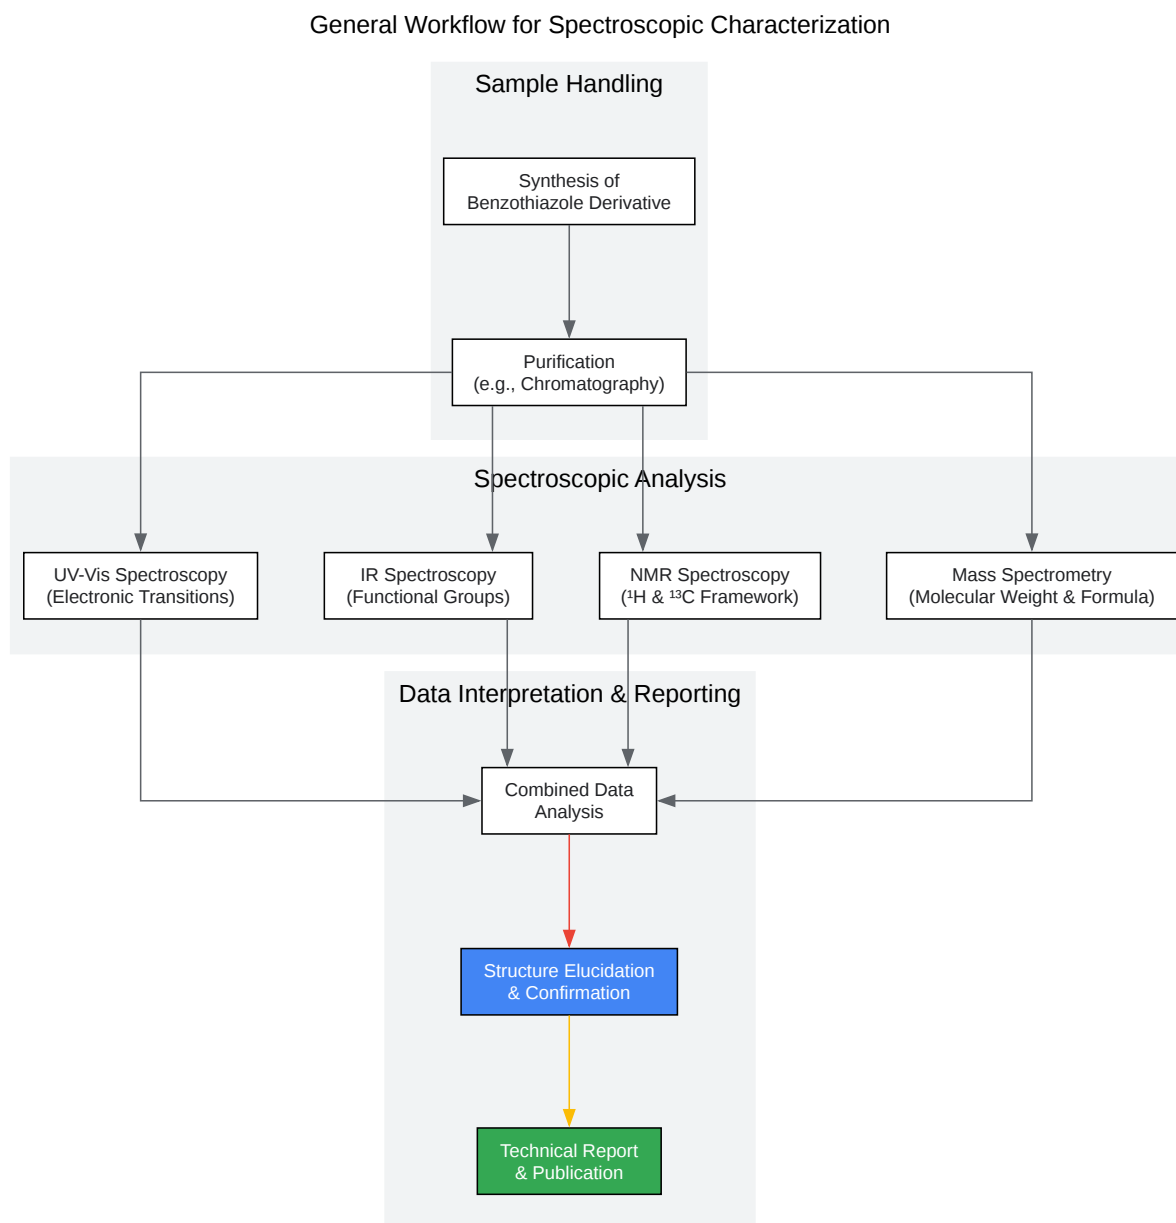 General Workflow for Spectroscopic Characterization
Sample Handling
Synthesis of
Benzothiazole Derivative
Purification
(e.g., Chromatography)
Spectroscopic Analysis
UV-Vis Spectroscopy
(Electronic Transitions)
IR Spectroscopy
(Functional Groups)
NMR Spectroscopy
(¹H & ¹³C Framework)
Mass Spectrometry
(Molecular Weight & Formula)
Data Interpretation & Reporting
Combined Data
Analysis
Structure Elucidation
& Confirmation
Technical Report
& Publication